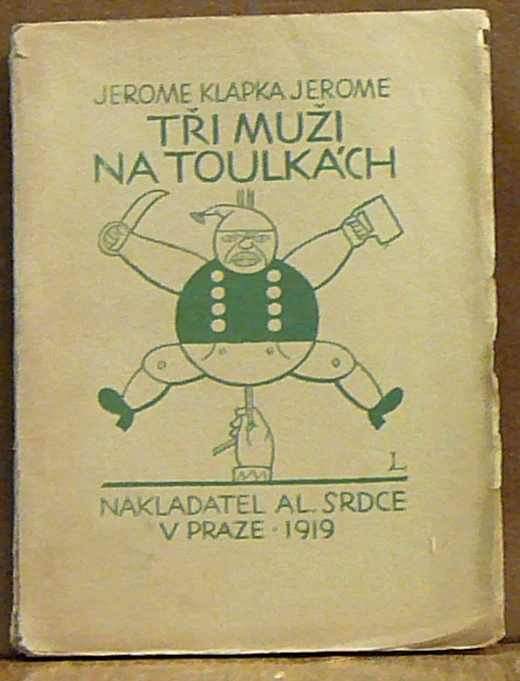 JEROME KLAPKA JEROME
TŘI MUŽI
NA TOULKÁCH
L
NAKLADATEL AL. SRDCE
V PRAZE · 1919